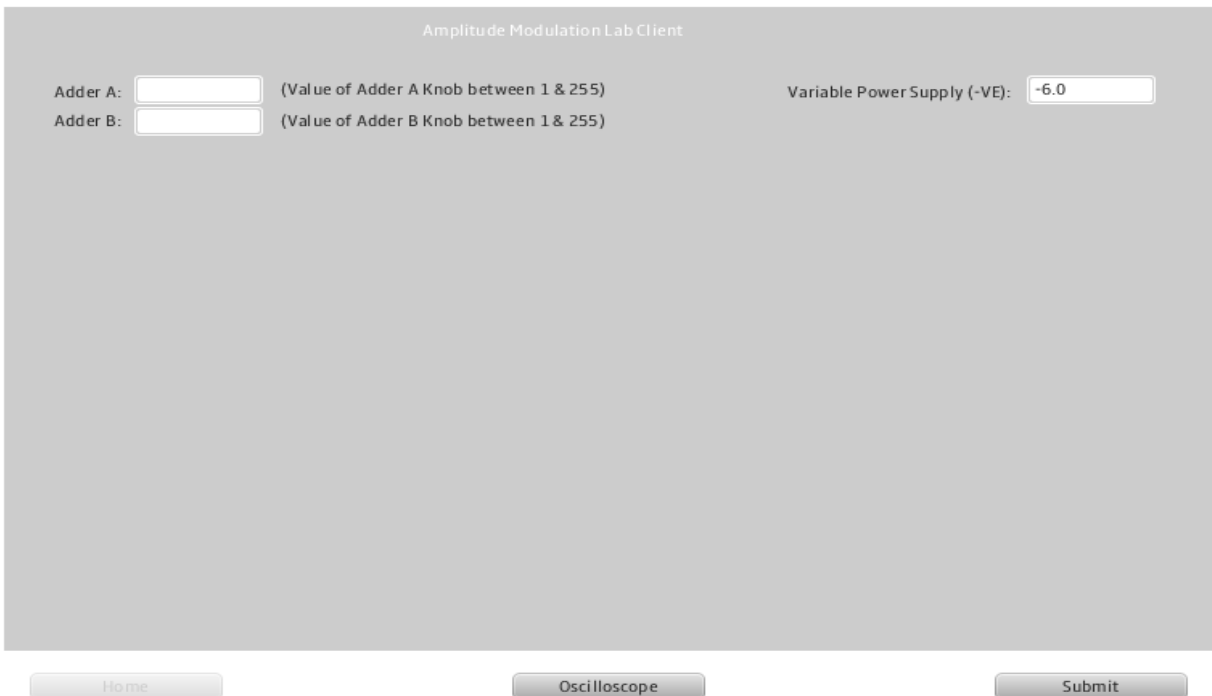 Amplitude Modulation Lab Client
Adder A: (Value of Adder A Knob between 1 & 255) Variable Power Supply (-VE): -6.0
Adder B: (Value of Adder B Knob between 1 & 255)
Home Oscilloscope Submit